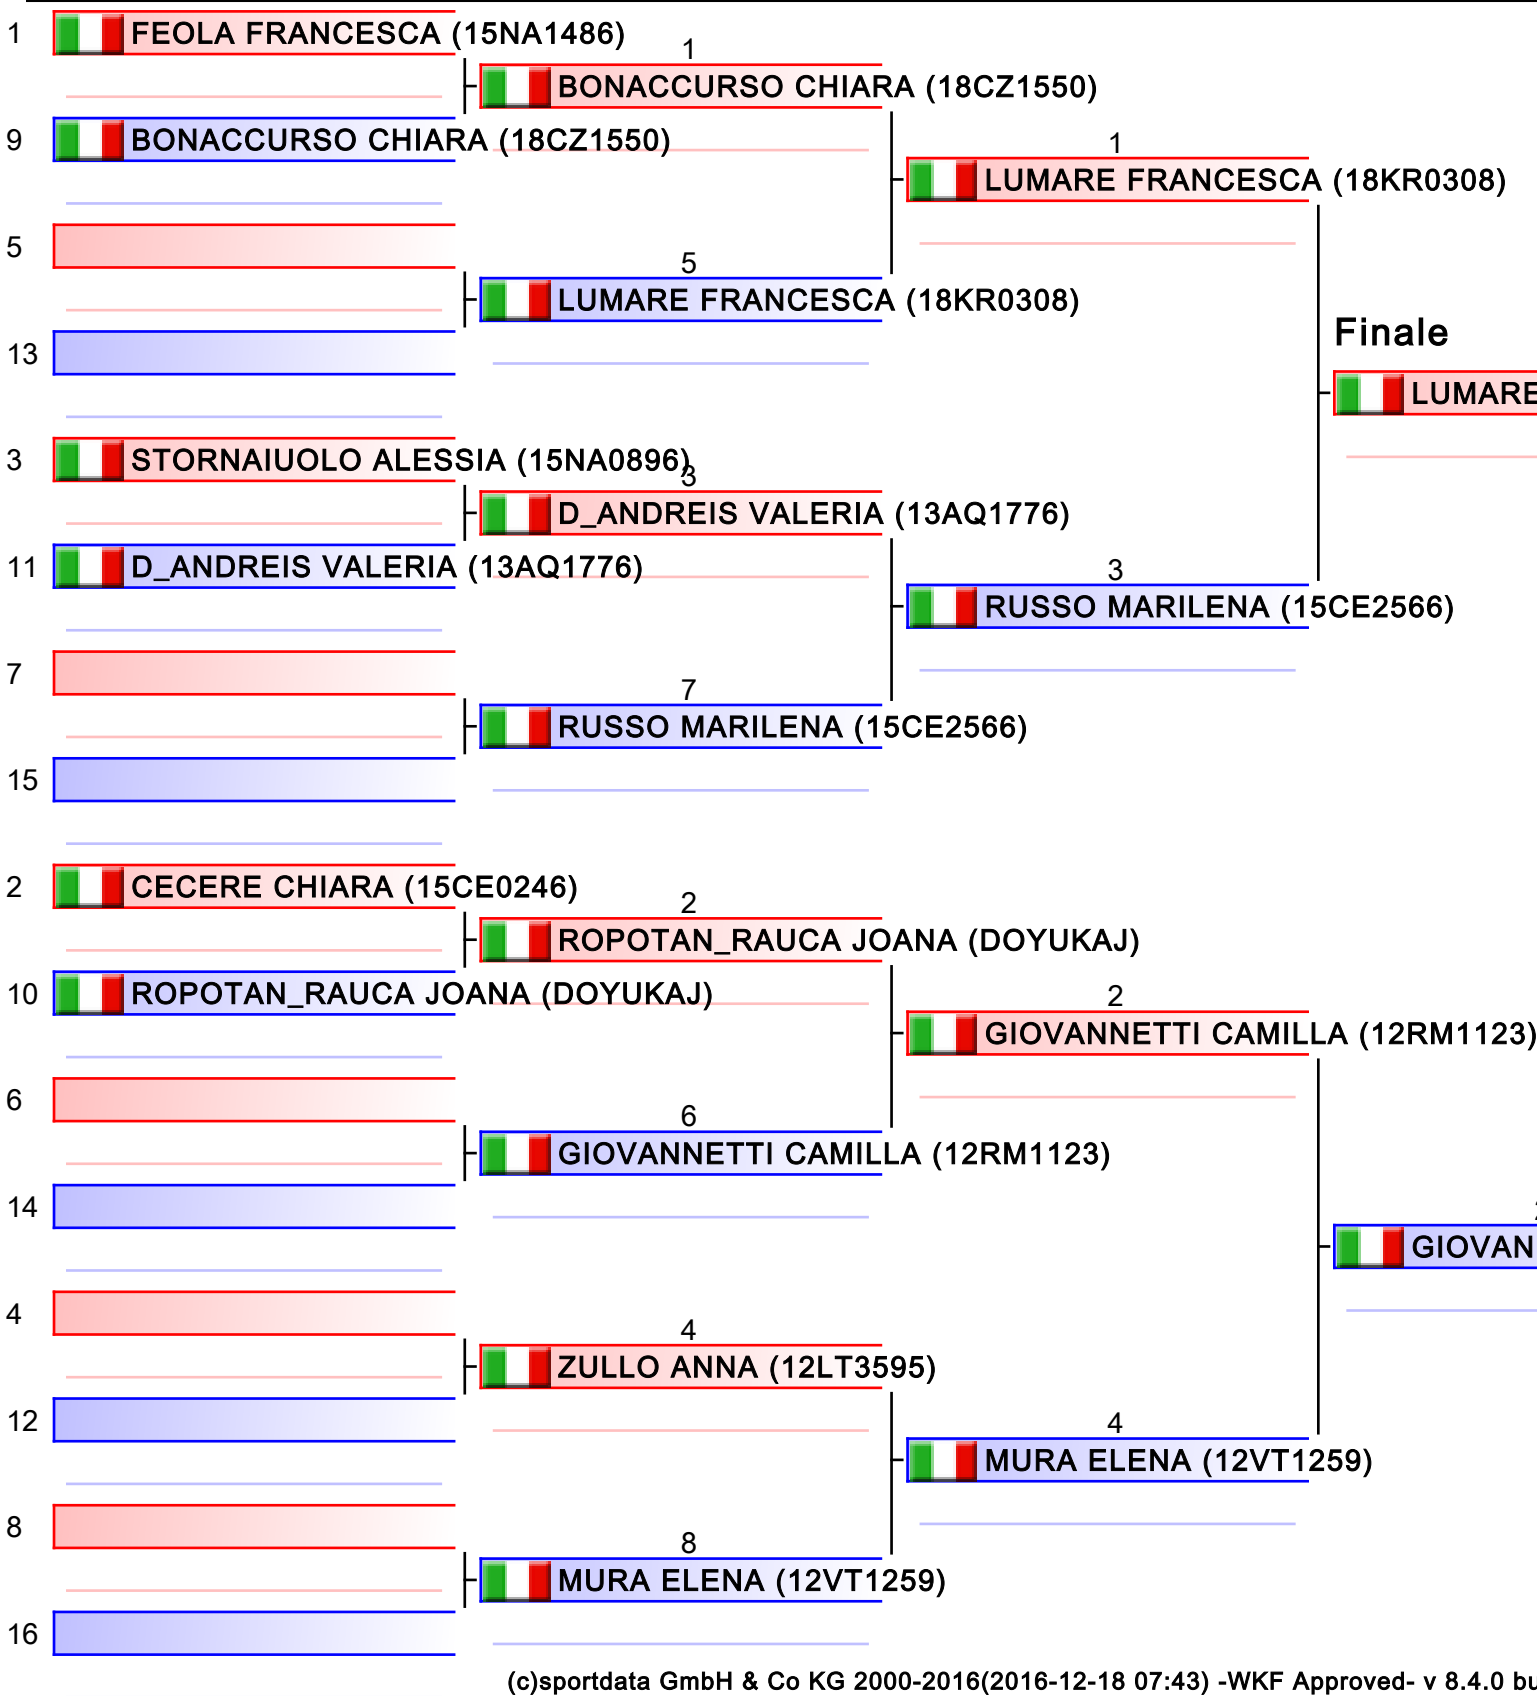 1
FEOLA FRANCESCA (15NA1486)
1
BONACCURSO CHIARA (18CZ1550)
9
BONACCURSO CHIARA (18CZ1550)
1
LUMARE FRANCESCA (18KR0308)
5
5
LUMARE FRANCESCA (18KR0308)
13
Finale
LUMARE
3
STORNAIUOLO ALESSIA (15NA0896)
3
D_ANDREIS VALERIA (13AQ1776)
11
D_ANDREIS VALERIA (13AQ1776)
3
RUSSO MARILENA (15CE2566)
7
7
RUSSO MARILENA (15CE2566)
15
2
CECERE CHIARA (15CE0246)
2
ROPOTAN_RAUCA JOANA (DOYUKAJ)
10
ROPOTAN_RAUCA JOANA (DOYUKAJ)
2
GIOVANNETTI CAMILLA (12RM1123)
6
6
GIOVANNETTI CAMILLA (12RM1123)
14
GIOVAN
4
4
ZULLO ANNA (12LT3595)
12
4
MURA ELENA (12VT1259)
8
8
MURA ELENA (12VT1259)
16
(c)sportdata GmbH & Co KG 2000-2016(2016-12-18 07:43) -WKF Approved- v 8.4.0 bu